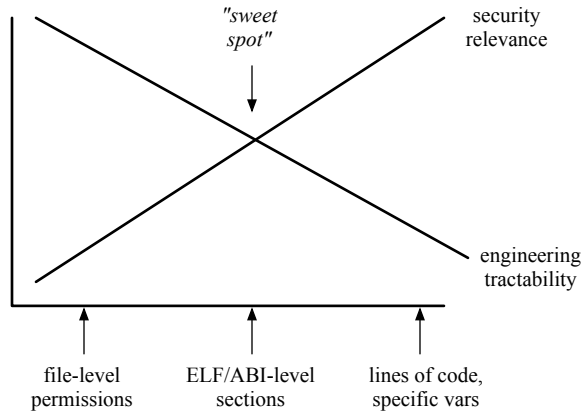 "sweet
spot"
security
relevance
engineering
tractability
file-level
permissions
ELF/ABI-level
sections
lines of code,
specific vars